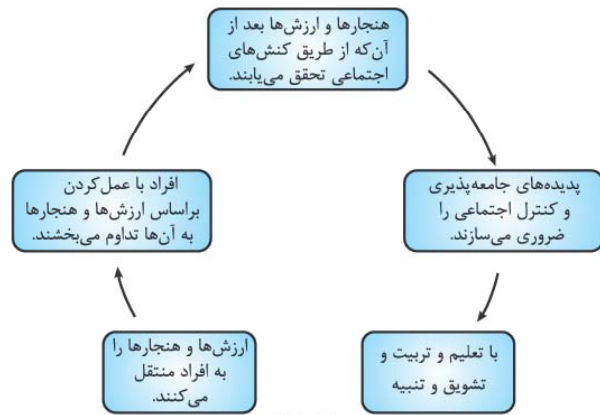 هنجارها و ارزش‌ها بعد از
آن‌که از طریق کنش‌های
اجتماعی تحقق می‌یابند.
پدیده‌های جامعه‌پذیری
و کنترل اجتماعی را
ضروری می‌سازند.
با تعلیم و تربیت و
تشویق و تنبیه
ارزش‌ها و هنجارها را
به افراد منتقل
می‌کنند.
افراد با عمل‌کردن
براساس ارزش‌ها و هنجارها
به آن‌ها تداوم می‌بخشند.